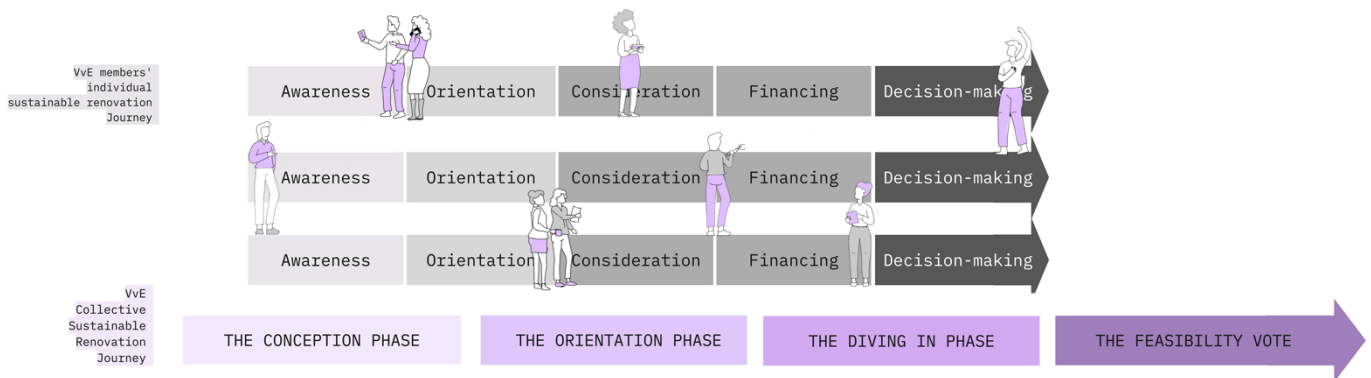 VvE members'
individual
sustainable renovation
Journey
Awareness Orientation Consideration Financing Decision-making
Awareness Orientation Consideration Financing Decision-making
Awareness Orientation Consideration Financing Decision-making
VvE
Collective
Sustainable
Renovation
Journey
THE CONCEPTION PHASE THE ORIENTATION PHASE THE DIVING IN PHASE THE FEASIBILITY VOTE